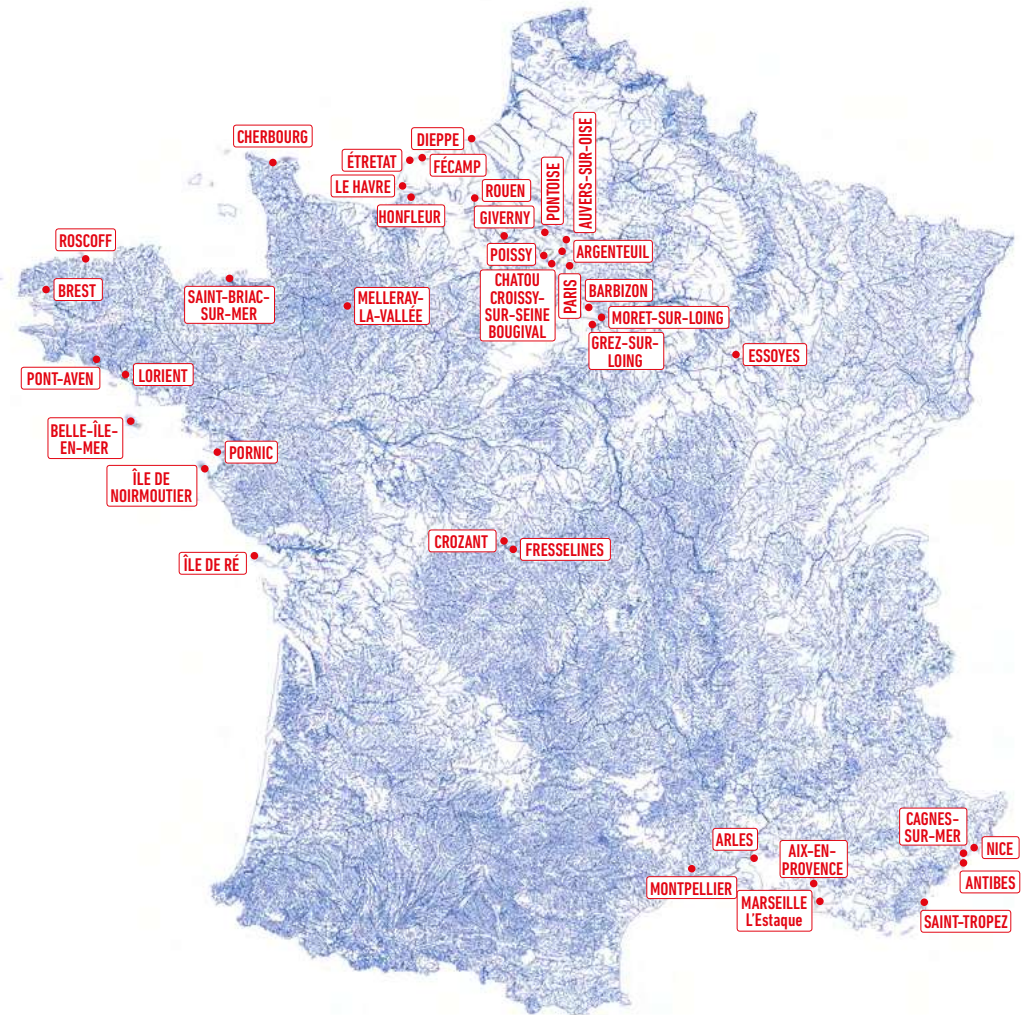 CHERBOURG
DIEPPE
ÉTRETAT
FÉCAMP
LE HAVRE
HONFLEUR
ROUEN
GIVERNY
PONTOISE
AUVERS-SUR-OISE
POISSY
ARGENTEUIL
CHATOU
CROISSY-
SUR-SEINE
BOUGIVAL
PARIS
BARBIZON
MORET-SUR-LOING
GREZ-SUR-
LOING
ESSOYES
ROSCOFF
BREST
SAINT-BRIAC-
SUR-MER
MELLERAY-
LA-VALLÉE
PONT-AVEN
LORIENT
BELLE-ÎLE-
EN-MER
PORNIC
ÎLE DE
NOIRMOUTIER
ÎLE DE RÉ
CROZANT
FRESSELINES
ARLES
MONTPELLIER
AIX-EN-
PROVENCE
MARSEILLE
L'Estaque
CAGNES-
SUR-MER
NICE
ANTIBES
SAINT-TROPEZ